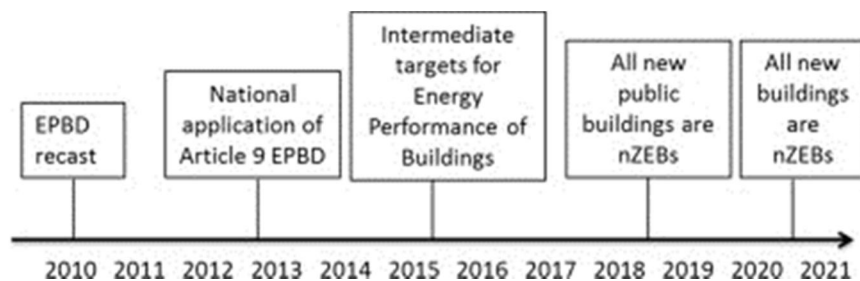 EPBD
recast
National
application of
Article 9 EPBD
Intermediate
targets for
Energy
Performance of
Buildings
All new
public
buildings are
nZEBs
All new
buildings
are
nZEBs
2010 2011 2012 2013 2014 2015 2016 2017 2018 2019 2020 2021